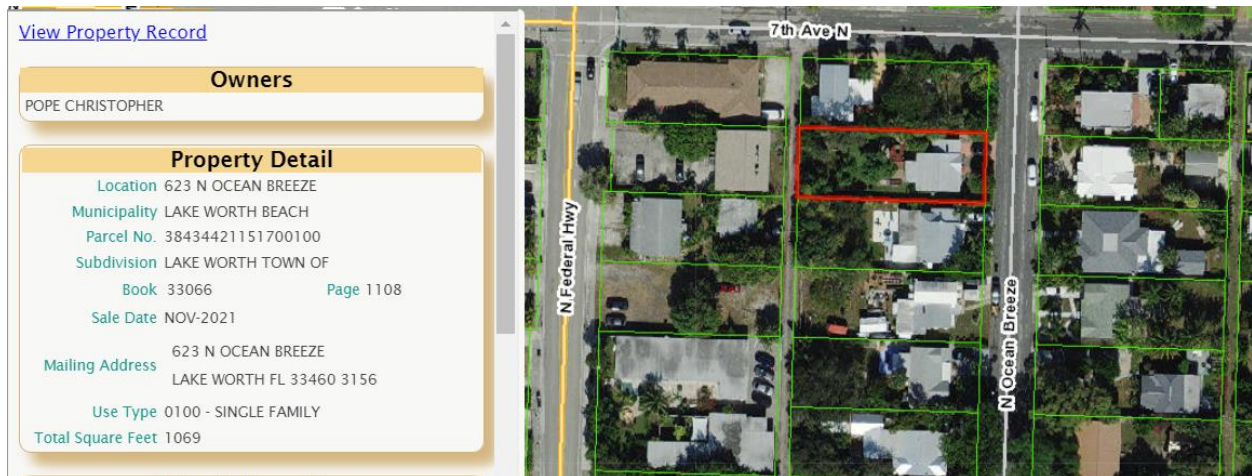 View Property Record
Owners
POPE CHRISTOPHER
Property Detail
Location 623 N OCEAN BREEZE
Municipality LAKE WORTH BEACH
Parcel No. 38434421151700100
Subdivision LAKE WORTH TOWN OF
Book 33066 Page 1108
Sale Date NOV-2021
Mailing Address 623 N OCEAN BREEZE
LAKE WORTH FL 33460 3156
Use Type 0100 - SINGLE FAMILY
Total Square Feet 1069
7th Ave N
N Federal Hwy
N Ocean Breeze